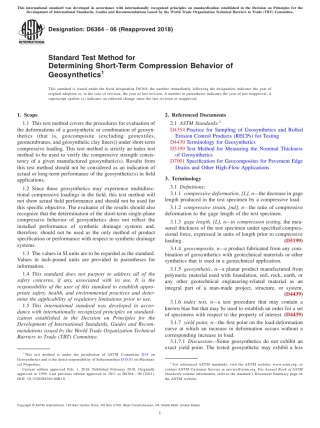 This international standard was developed in accordance with internationally recognized principles on standardization established in the Decision on Principles for the
Development of International Standards, Guides and Recommendations issued by the World Trade Organization Technical Barriers to Trade (TBT) Committee.
Designation: D6364 - 06 (Reapproved 2018)
INTERNATIONAL
Standard Test Method for
Determining Short-Term Compression Behavior of
Geosynthetics¹
This standard is issued under the fixed designation D6364; the number immediately following the designation indicates the year of
original adoption or, in the case of revision, the year of last revision. A number in parentheses indicates the year of last reapproval. A
superscript epsilon (ε) indicates an editorial change since the last revision or reapproval.
1. Scope
1.1 This test method covers the procedures for evaluation of
the deformations of a geosynthetic or combination of geosyn-
thetics (that is, geocomposite (excluding geotextiles,
geomembranes, and geosynthetic clay liners)) under short-term
compressive loading. This test method is strictly an index test
method to be used to verify the compressive strength consis-
tency of a given manufactured geosynthetic(s). Results from
this test method should not be considered as an indication of
actual or long-term performance of the geosynthetic(s) in field
applications.
1.2 Since these geosynthetics may experience multidirec-
tional compressive loadings in the field, this test method will
not show actual field performance and should not be used for
this specific objective. The evaluator of the results should also
recognize that the determination of the short-term single-plane
compressive behavior of geosynthetics does not reflect the
installed performance of synthetic drainage systems and,
therefore, should not be used as the only method of product
specification or performance with respect to synthetic drainage
systems.
1.3 The values in SI units are to be regarded as the standard.
Values in inch-pound units are provided in parentheses for
information.
1.4 This standard does not purport to address all of the
safety concerns, if any, associated with its use. It is the
responsibility of the user of this standard to establish appro-
priate safety, health, and environmental practices and deter-
mine the applicability of regulatory limitations prior to use.
1.5 This international standard was developed in accor-
dance with internationally recognized principles on standard-
ization established in the Decision on Principles for the
Development of International Standards, Guides and Recom-
mendations issued by the World Trade Organization Technical
Barriers to Trade (TBT) Committee.
¹ This test method is under the jurisdiction of ASTM Committee D35 on
Geosynthetics and is the direct responsibility of Subcommittee D35.01 on Mechani-
cal Properties.
Current edition approved Feb. 1, 2018. Published February 2018. Originally
approved in 1999. Last previous edition approved in 2011 as D6364 – 06 (2011).
DOI: 10.1520/D6364-06R18.
2. Referenced Documents
2.1 ASTM Standards:²
D4354 Practice for Sampling of Geosynthetics and Rolled
Erosion Control Products (RECPs) for Testing
D4439 Terminology for Geosynthetics
D5199 Test Method for Measuring the Nominal Thickness
of Geosynthetics
D7001 Specification for Geocomposites for Pavement Edge
Drains and Other High-Flow Applications
3. Terminology
3.1 Definitions:
3.1.1 compressive deformation, [L], n—the decrease in gage
length produced in the test specimen by a compressive load.
3.1.2 compressive strain, [nd], n—the ratio of compressive
deformation to the gage length of the test specimen.
3.1.3 gage length, [L], n—in compression testing, the mea-
sured thickness of the test specimen under specified compres-
sional force, expressed in units of length prior to compressive
loading. (D5199)
3.1.4 geocomposite, n—a product fabricated from any com-
bination of geosynthetics with geotechnical materials or other
synthetics that is used in a geotechnical application.
3.1.5 geosynthetic, n—a planar product manufactured from
polymeric material used with foundation, soil, rock, earth, or
any other geotechnical engineering-related material as an
integral part of a man-made project, structure, or system.
(D4439)
3.1.6 index test, n—a test procedure that may contain a
known bias but that may be used to establish an order for a set
of specimens with respect to the property of interest. (D4439)
3.1.7 yield point, n—the first point on the load-deformation
curve at which an increase in deformation occurs without a
corresponding increase in load.
3.1.7.1 Discussion—Some geosynthetics do not exhibit an
exact yield point. The tested geosynthetic may exhibit a less
² For referenced ASTM standards, visit the ASTM website, www.astm.org, or
contact ASTM Customer Service at service@astm.org. For Annual Book of ASTM
Standards volume information, refer to the standard's Document Summary page on
the ASTM website.
Copyright © ASTM International, 100 Barr Harbor Drive, PO Box C700, West Conshohocken, PA 19428-2959. United States
1